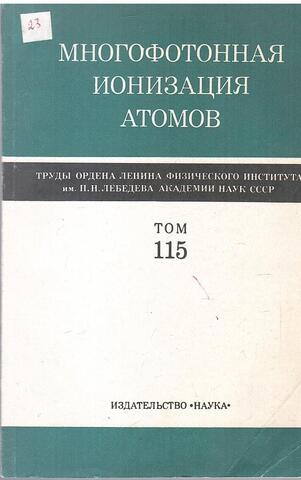 23
МНОГОФОТОННАЯ
ИОНИЗАЦИЯ
АТОМОВ
ТРУДЫ ОРДЕНА ЛЕНИНА ФИЗИЧЕСКОГО ИНСТИТУТА
им. П. Н. ЛЕБЕДЕВА АКАДЕМИИ НАУК СССР
ТОМ
115
ИЗДАТЕЛЬСТВО «НАУКА»